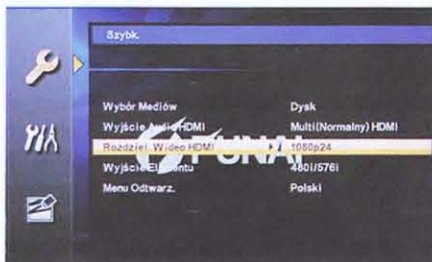 Szybk.
Wybór Mediów Dysk
Wyjście Audio HDMI Multi(Normalny) HDMI
Rozdziel. Wideo HDMI 1080p24
FUNAI
Wyjście Elementu 480i/576i
Menu Odtwarz. Polski